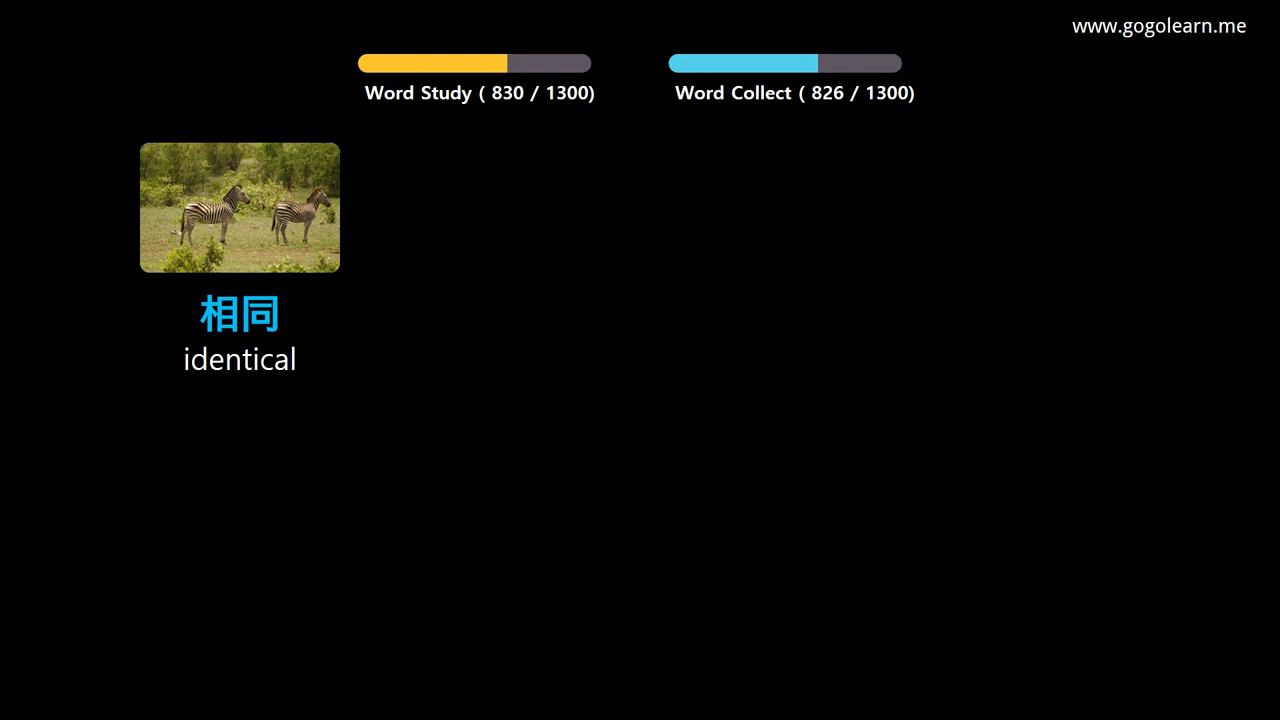 www.gogolearn.me
Word Study ( 830 / 1300)
Word Collect ( 826 / 1300)
相同
identical